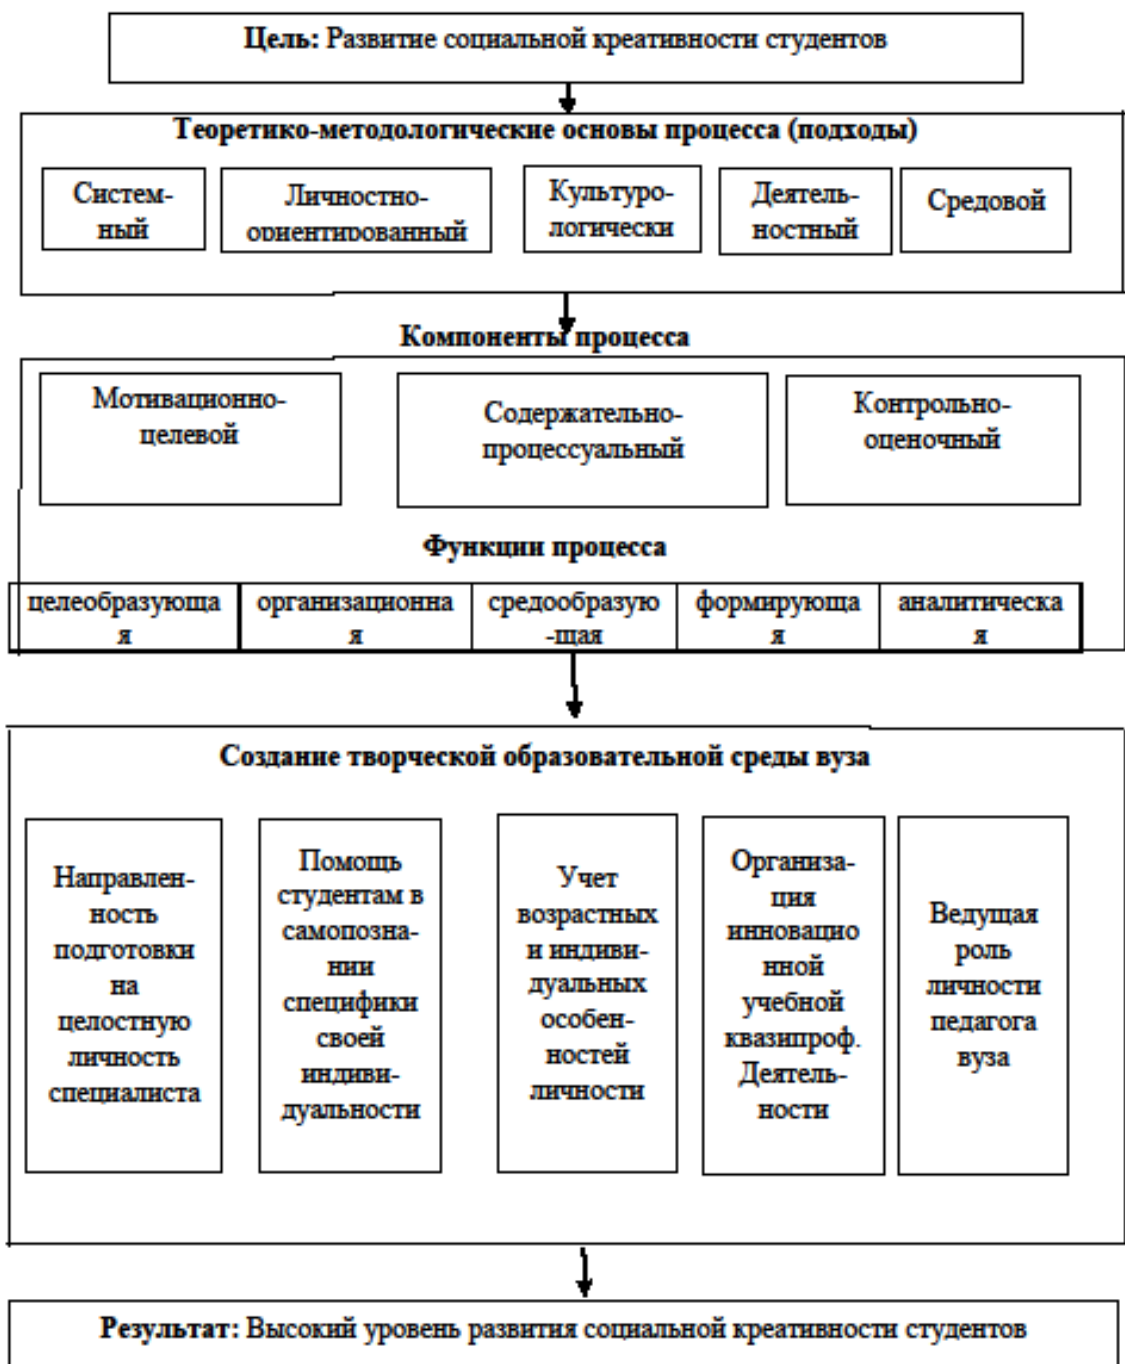 Цель: Развитие социальной креативности студентов
Теоретико-методологические основы процесса (подходы)
Систем-
ный
Личностно-
ориентированный
Культуро-
логически
Деятель-
ностный
Средовой
Компоненты процесса
Мотивационно-
целевой
Содержательно-
процессуальный
Контрольно-
оценочный
Функции процесса
целеобразующа
я
организационна
я
средообразую
-щая
формирующа
я
аналитическа
я
Создание творческой образовательной среды вуза
Направлен-
ность
подготовки
на
целостную
личность
специалиста
Помощь
студентам в
самопозна-
нии
специфики
своей
индиви-
дуальности
Учет
возрастных
и индиви-
дуальных
особен-
ностей
личности
Организа-
ция
инновацио
нной
учебной
квазипроф.
Деятель-
ности
Ведущая
роль
личности
педагога
вуза
Результат: Высокий уровень развития социальной креативности студентов